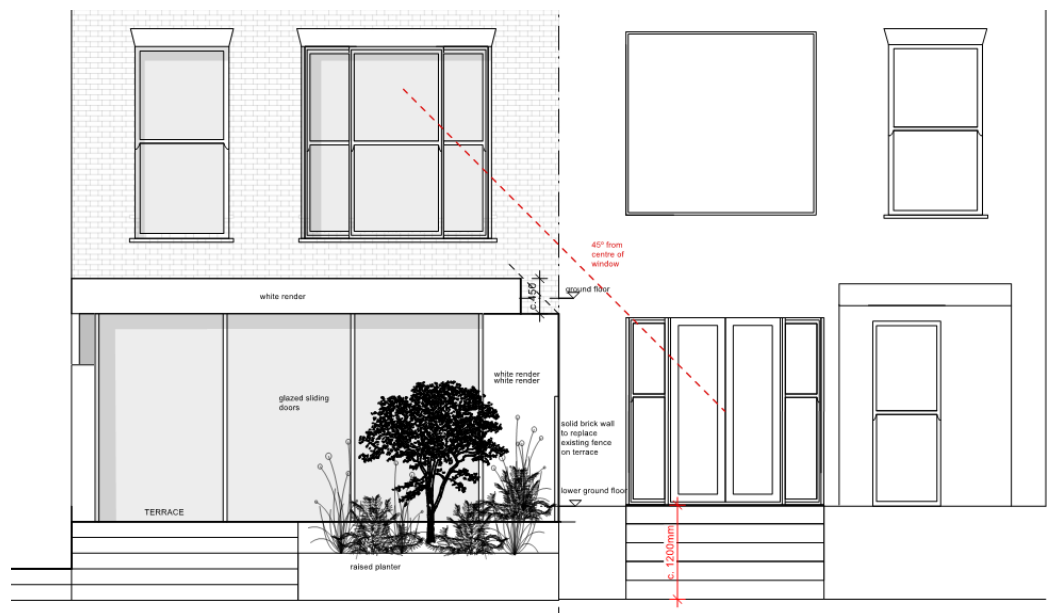 45º from
centre of
window
ground floor
c.450
white render
white render
white render
glazed sliding
doors
solid brick wall
to replace
existing fence
on terrace
lower ground floor
TERRACE
c. 1200mm
raised planter